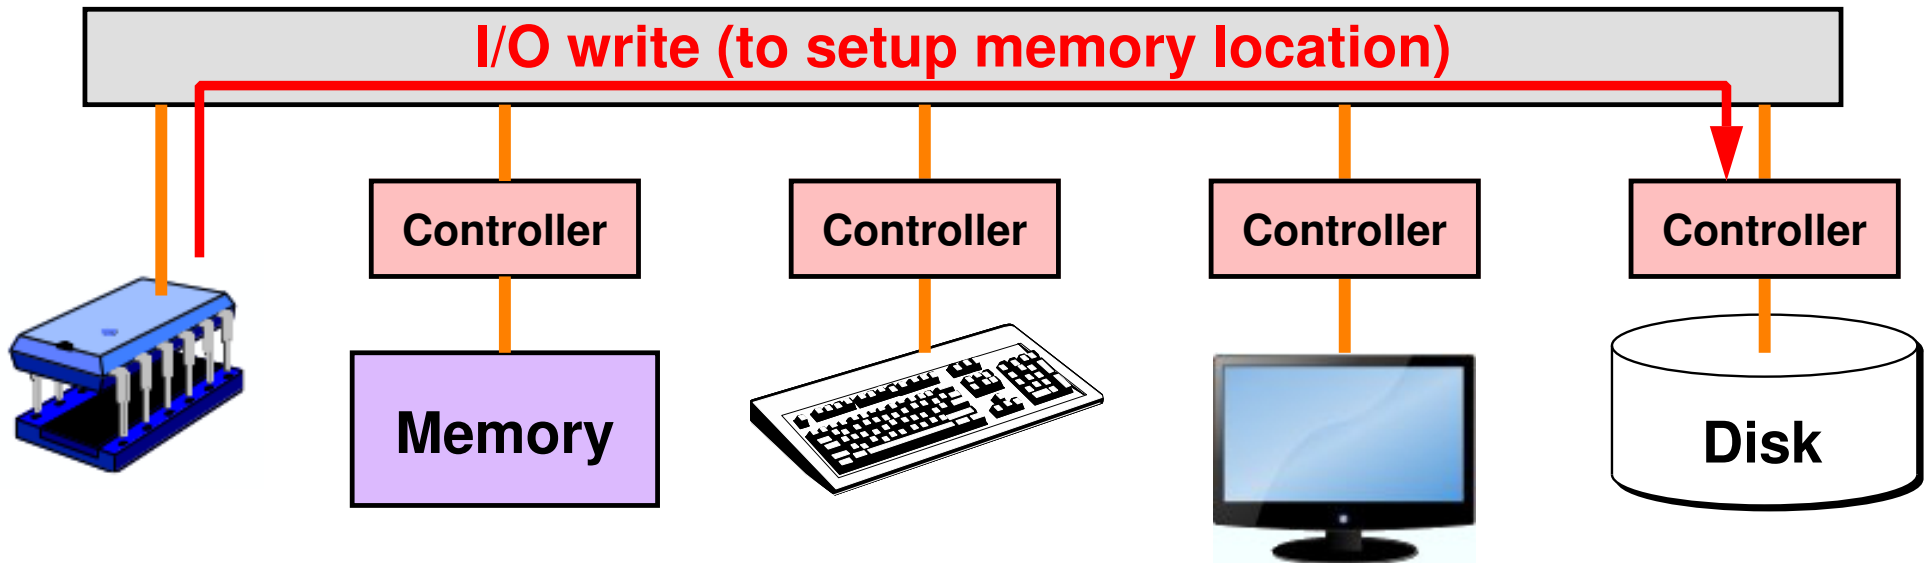 I/O write (to setup memory location)
Controller
Controller
Controller
Controller
Memory
Disk